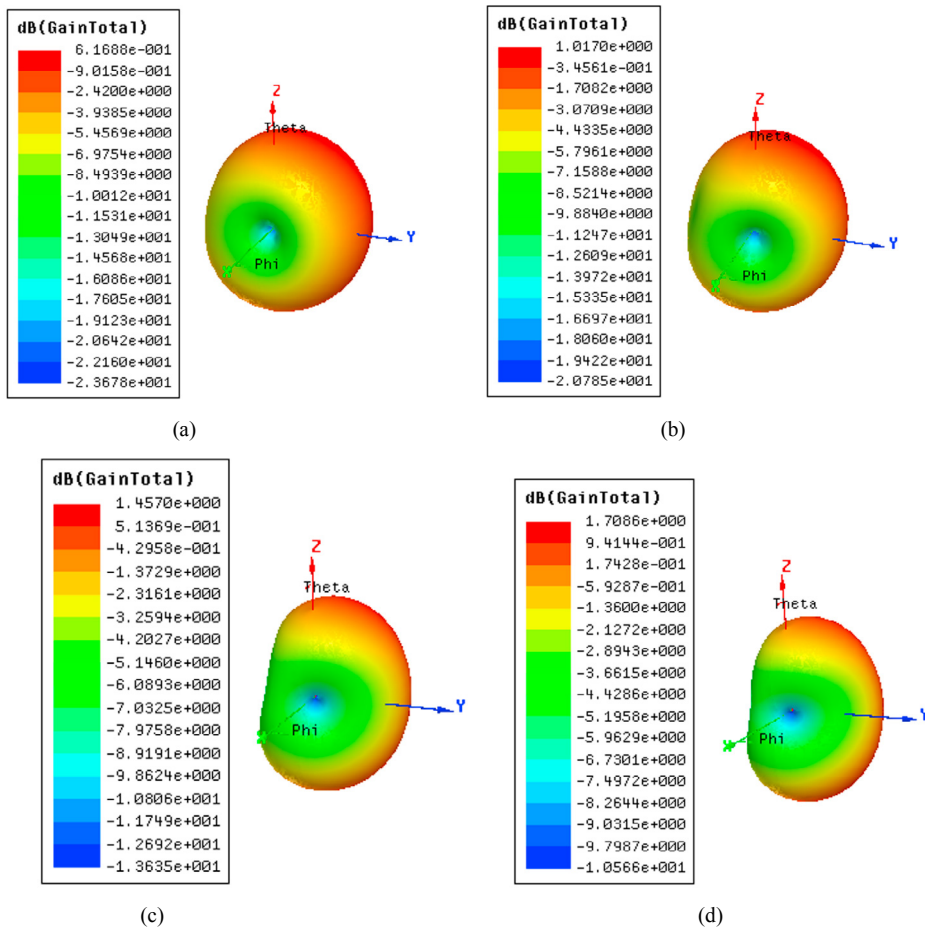 dB(GainTotal)
6.1688e-001
-9.0158e-001
-2.4200e+000
-3.9385e+000
-5.4569e+000
-6.9754e+000
-8.4939e+000
-1.0012e+001
-1.1531e+001
-1.3049e+001
-1.4568e+001
-1.6086e+001
-1.7605e+001
-1.9123e+001
-2.0642e+001
-2.2160e+001
-2.3678e+001
Z
Theta
Y
X
Phi
(a)
dB(GainTotal)
1.0170e+000
-3.4561e-001
-1.7082e+000
-3.0709e+000
-4.4335e+000
-5.7961e+000
-7.1588e+000
-8.5214e+000
-9.8840e+000
-1.1247e+001
-1.2609e+001
-1.3972e+001
-1.5335e+001
-1.6697e+001
-1.8060e+001
-1.9422e+001
-2.0785e+001
Z
Theta
Y
X
Phi
(b)
dB(GainTotal)
1.4570e+000
5.1369e-001
-4.2958e-001
-1.3729e+000
-2.3161e+000
-3.2594e+000
-4.2027e+000
-5.1460e+000
-6.0893e+000
-7.0325e+000
-7.9758e+000
-8.9191e+000
-9.8624e+000
-1.0806e+001
-1.1749e+001
-1.2692e+001
-1.3635e+001
Z
Theta
Y
X
Phi
(c)
dB(GainTotal)
1.7086e+000
9.4144e-001
1.7428e-001
-5.9287e-001
-1.3600e+000
-2.1272e+000
-2.8943e+000
-3.6615e+000
-4.4286e+000
-5.1958e+000
-5.9629e+000
-6.7301e+000
-7.4972e+000
-8.2644e+000
-9.0315e+000
-9.7987e+000
-1.0566e+001
Z
Theta
Y
X
Phi
(d)